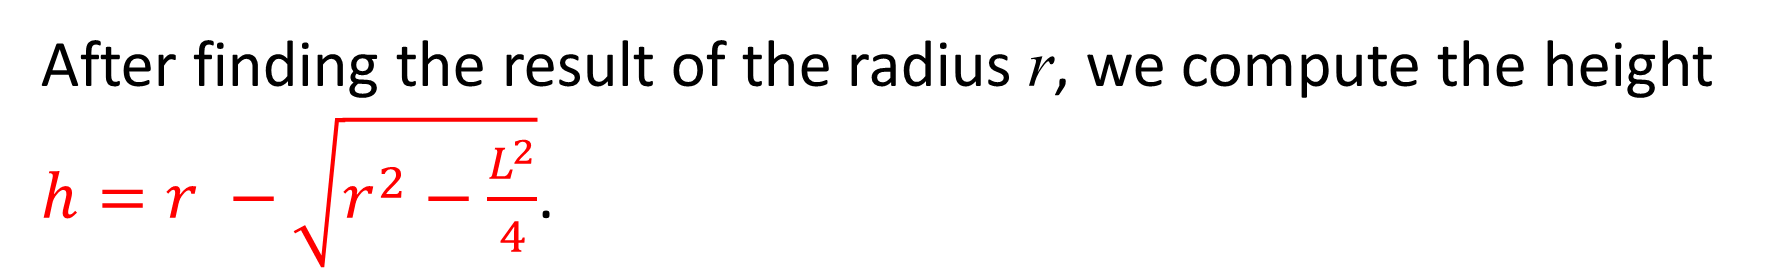 After finding the result of the radius r, we compute the height
h = r − √(r² − L²/4).